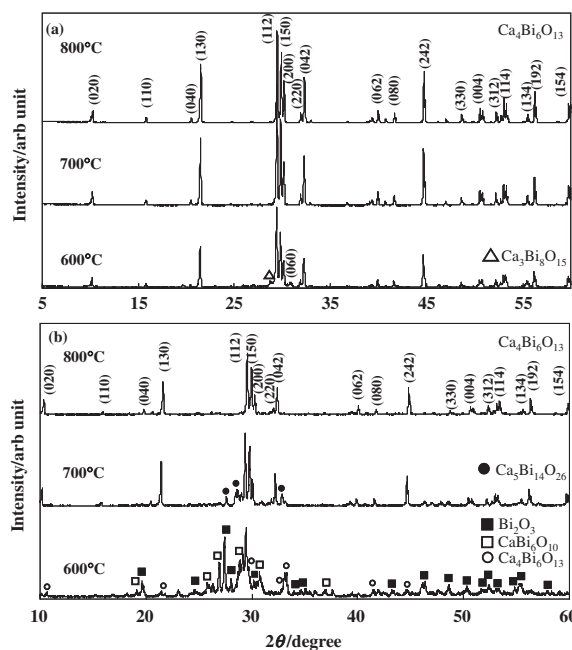 (a)
Ca4Bi6O13
800°C
(020)
(110)
(040)
(130)
(112)
(150)
(200)
(220)
(042)
(062)
(080)
(242)
(330)
(004)
(312)
(114)
(134)
(192)
(154)
700°C
600°C
(060)
△ Ca3Bi8O15
Intensity/arb unit
5 15 25 35 45 55
(b)
Ca4Bi6O13
800°C
(020)
(110)
(040)
(130)
(112)
(150)
(200)
(220)
(042)
(062)
(080)
(242)
(330)
(004)
(312)
(114)
(134)
(192)
(154)
700°C
● Ca5Bi14O26
■ Bi2O3
□ CaBi6O10
○ Ca4Bi6O13
600°C
Intensity/arb unit
10 20 30 40 50 60
2θ/degree